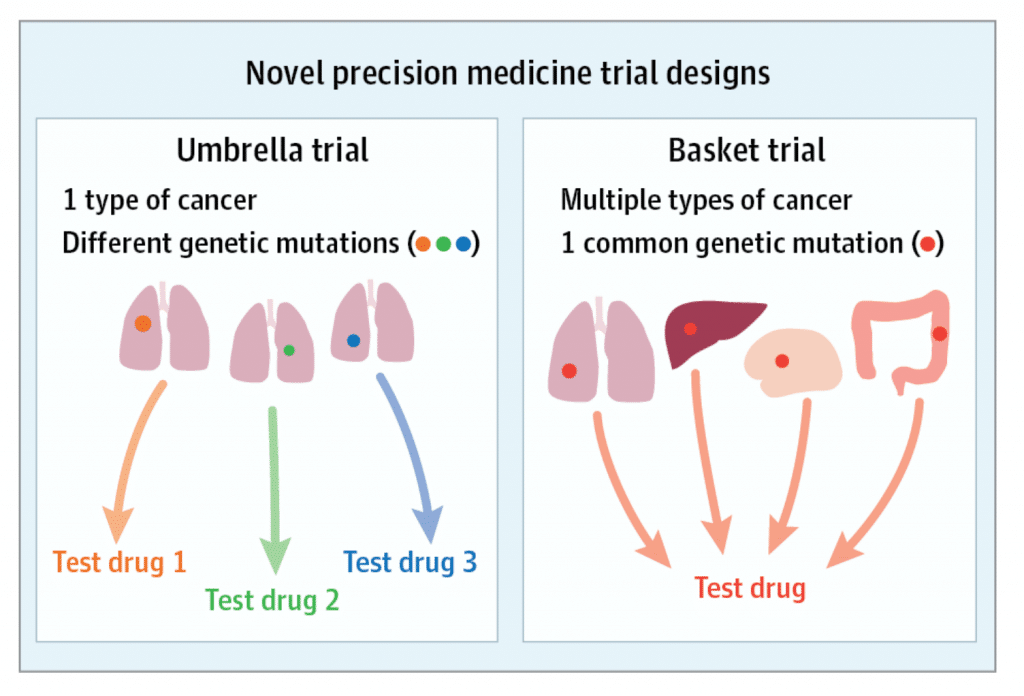 Novel precision medicine trial designs
Umbrella trial
1 type of cancer
Different genetic mutations ( )
Test drug 1
Test drug 2
Test drug 3
Basket trial
Multiple types of cancer
1 common genetic mutation ( )
Test drug